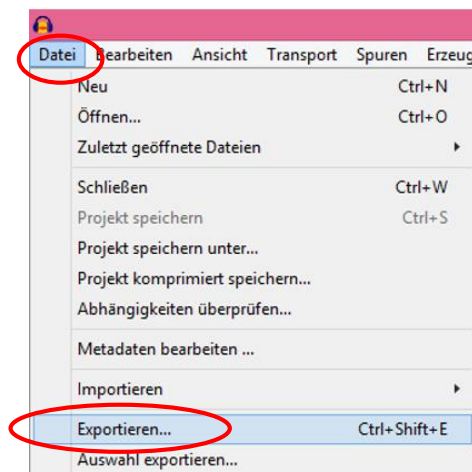 Datei Bearbeiten Ansicht Transport Spuren Erzeug
Neu Ctrl+N
Öffnen... Ctrl+O
Zuletzt geöffnete Dateien
Schließen Ctrl+W
Projekt speichern Ctrl+S
Projekt speichern unter...
Projekt komprimiert speichern...
Abhängigkeiten überprüfen...
Metadaten bearbeiten ...
Importieren
Exportieren... Ctrl+Shift+E
Auswahl exportieren...